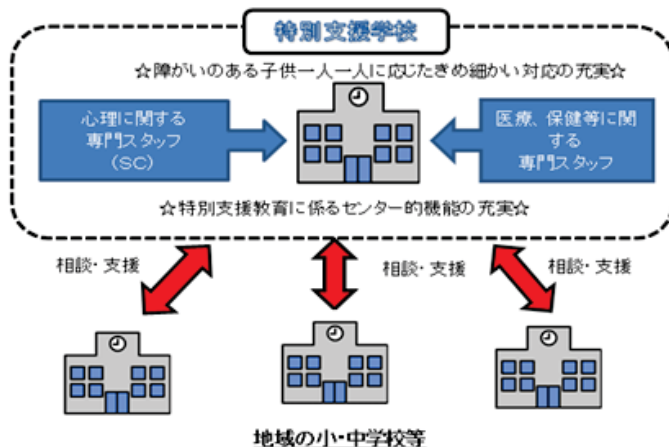 特別支援学校
☆障がいのある子供一人一人に応じたきめ細かい対応の充実☆
心理に関する
専門スタッフ
(SC)
医療、保健等に関
する
専門スタッフ
☆特別支援教育に係るセンター的機能の充実☆
相談・支援
相談・支援
相談・支援
地域の小・中学校等